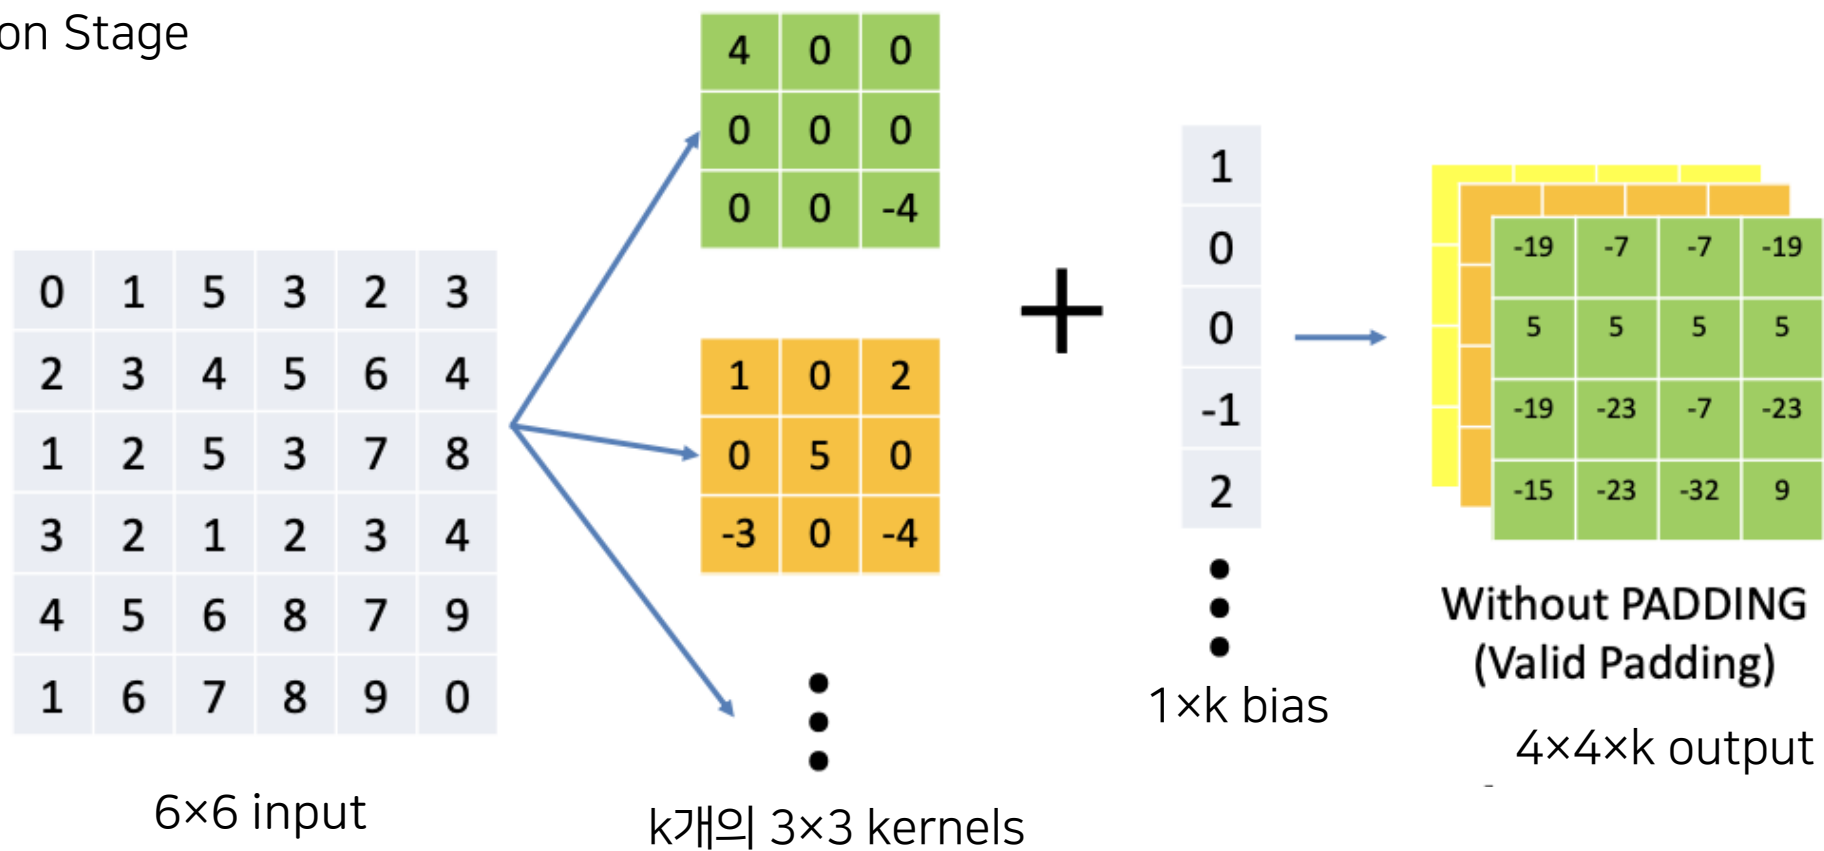 on Stage
0 1 5 3 2 3
2 3 4 5 6 4
1 2 5 3 7 8
3 2 1 2 3 4
4 5 6 8 7 9
1 6 7 8 9 0
6×6 input
4 0 0
0 0 0
0 0 -4
1 0 2
0 5 0
-3 0 -4
k개의 3×3 kernels
+
1
0
0
-1
2
1×k bias
-19 -7 -7 -19
5 5 5 5
-19 -23 -7 -23
-15 -23 -32 9
Without PADDING
(Valid Padding)
4×4×k output